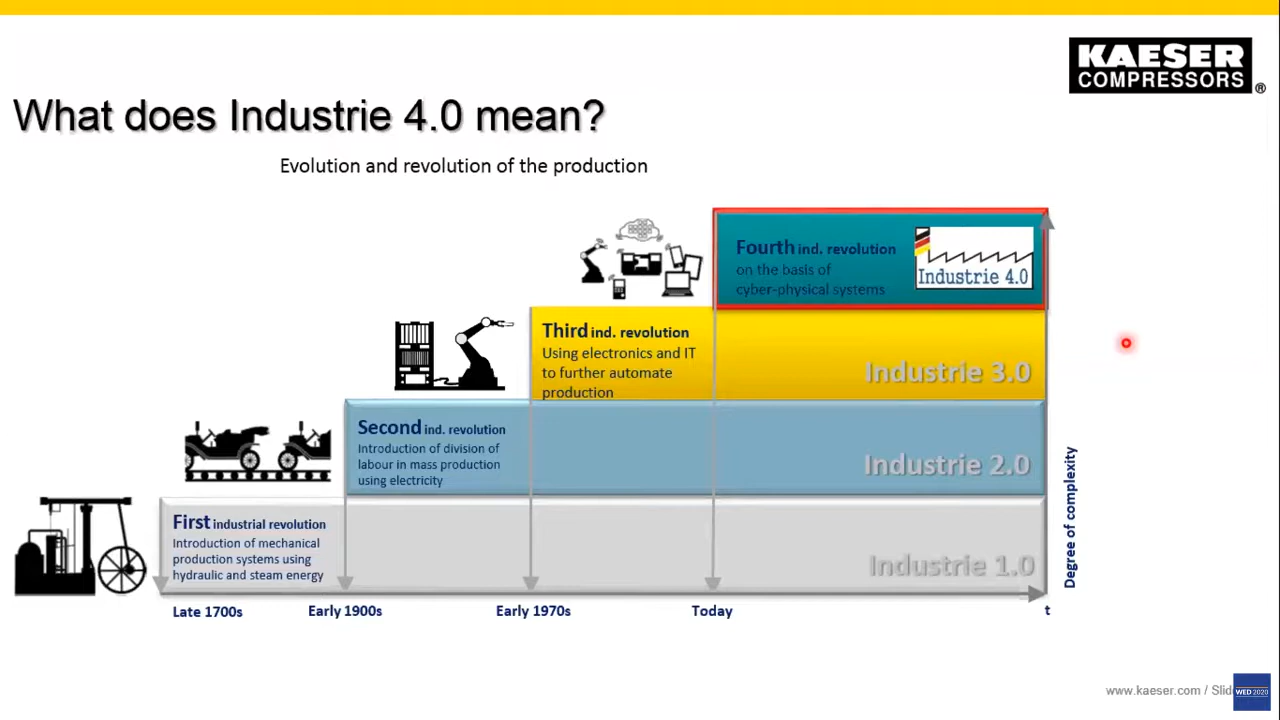 KAESER
COMPRESSORS
®
What does Industrie 4.0 mean?
Evolution and revolution of the production
Fourth ind. revolution
on the basis of
cyber-physical systems
Industrie 4.0
Third ind. revolution
Using electronics and IT
to further automate
production
Industrie 3.0
Second ind. revolution
Introduction of division of
labour in mass production
using electricity
Industrie 2.0
First industrial revolution
Introduction of mechanical
production systems using
hydraulic and steam energy
Industrie 1.0
Degree of complexity
Late 1700s
Early 1900s
Early 1970s
Today
t
www.kaeser.com / Slid
WED 2020